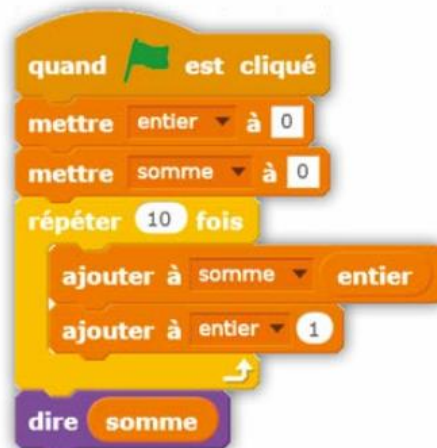 quand est cliqué
mettre entier à 0
mettre somme à 0
répéter 10 fois
ajouter à somme entier
ajouter à entier 1
dire somme